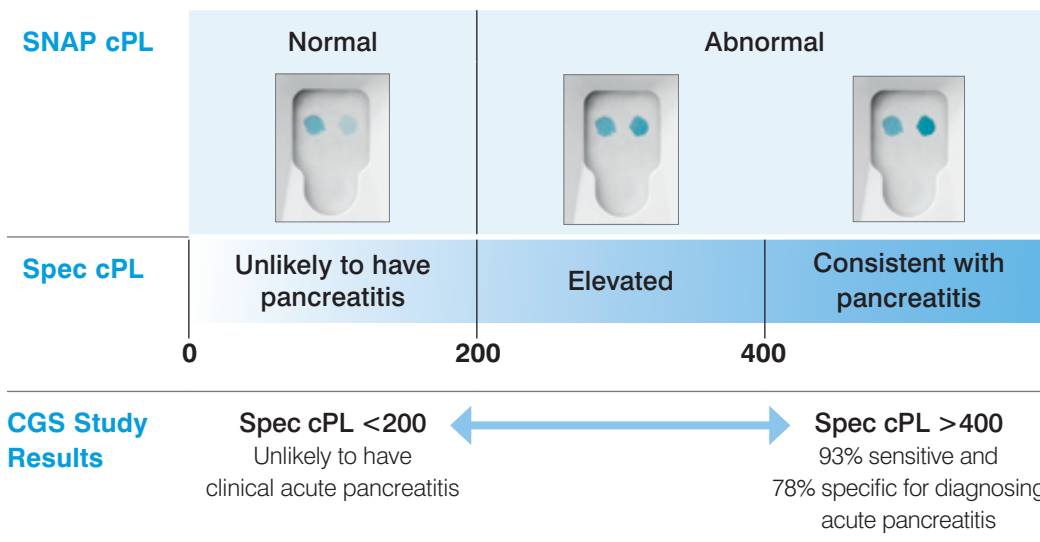 SNAP cPL
Normal
Abnormal
Spec cPL
Unlikely to have
pancreatitis
Elevated
Consistent with
pancreatitis
0
200
400
CGS Study
Results
Spec cPL <200
Unlikely to have
clinical acute pancreatitis
Spec cPL >400
93% sensitive and
78% specific for diagnosing
acute pancreatitis